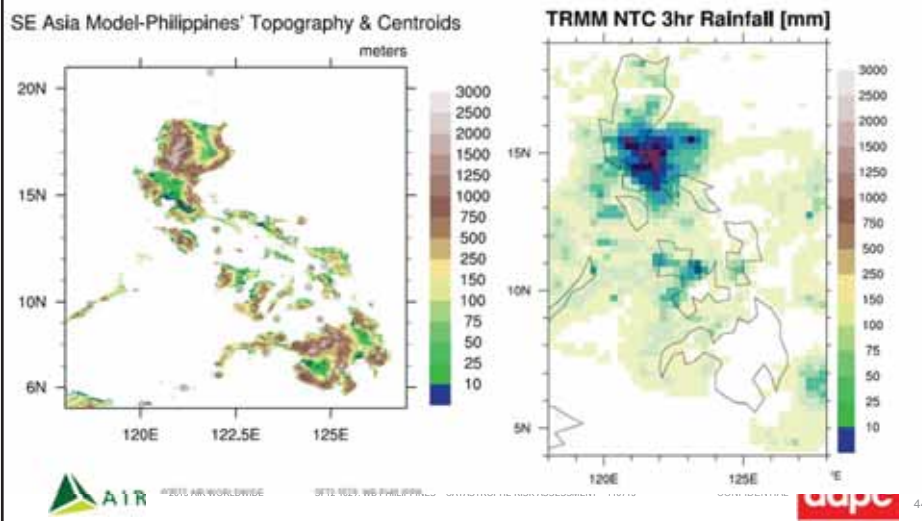 SE Asia Model-Philippines' Topography & Centroids
meters
20N
15N
10N
6N
120E
122.5E
125E
3000
2500
2000
1500
1250
1000
750
500
250
150
100
75
50
25
10
TRMM NTC 3hr Rainfall [mm]
15N
10N
5N
120E
125E
°E
3000
2500
2000
1500
1250
1000
750
500
250
150
100
75
50
25
10
AIR
CONFIDENTIAL
adpc